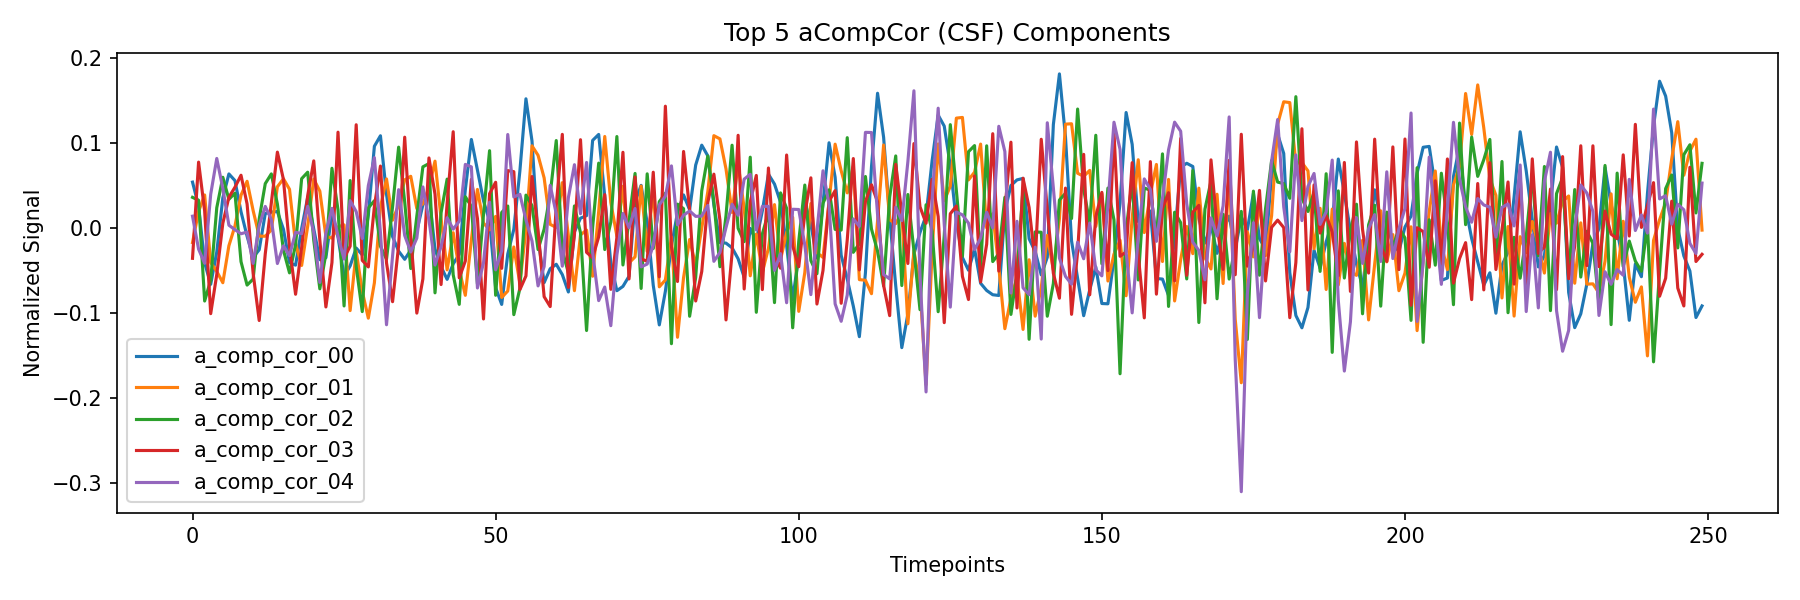 Top 5 aCompCor (CSF) Components
Normalized Signal
0.2
0.1
0.0
−0.1
−0.2
−0.3
a_comp_cor_00
a_comp_cor_01
a_comp_cor_02
a_comp_cor_03
a_comp_cor_04
0 50 100 150 200 250
Timepoints